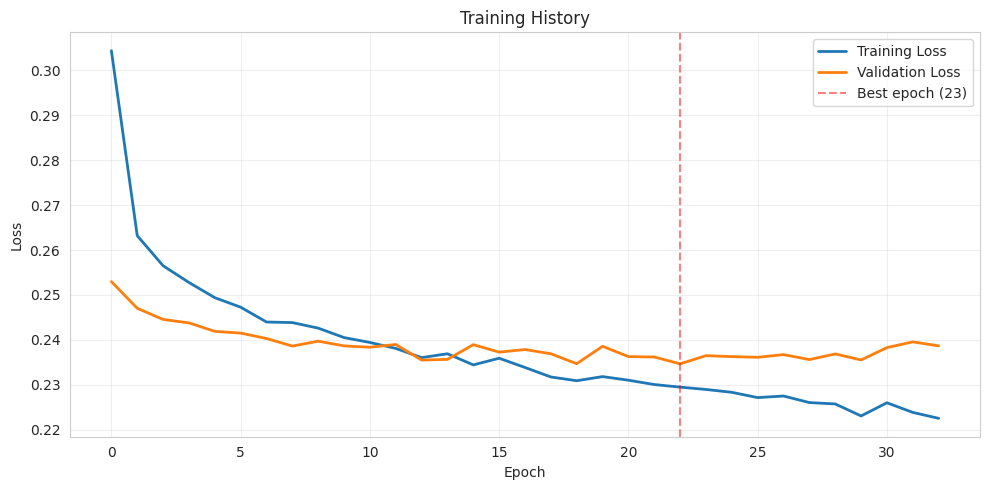 Training History
Training Loss
Validation Loss
Best epoch (23)
Loss
0.30
0.29
0.28
0.27
0.26
0.25
0.24
0.23
0.22
0 5 10 15 20 25 30
Epoch